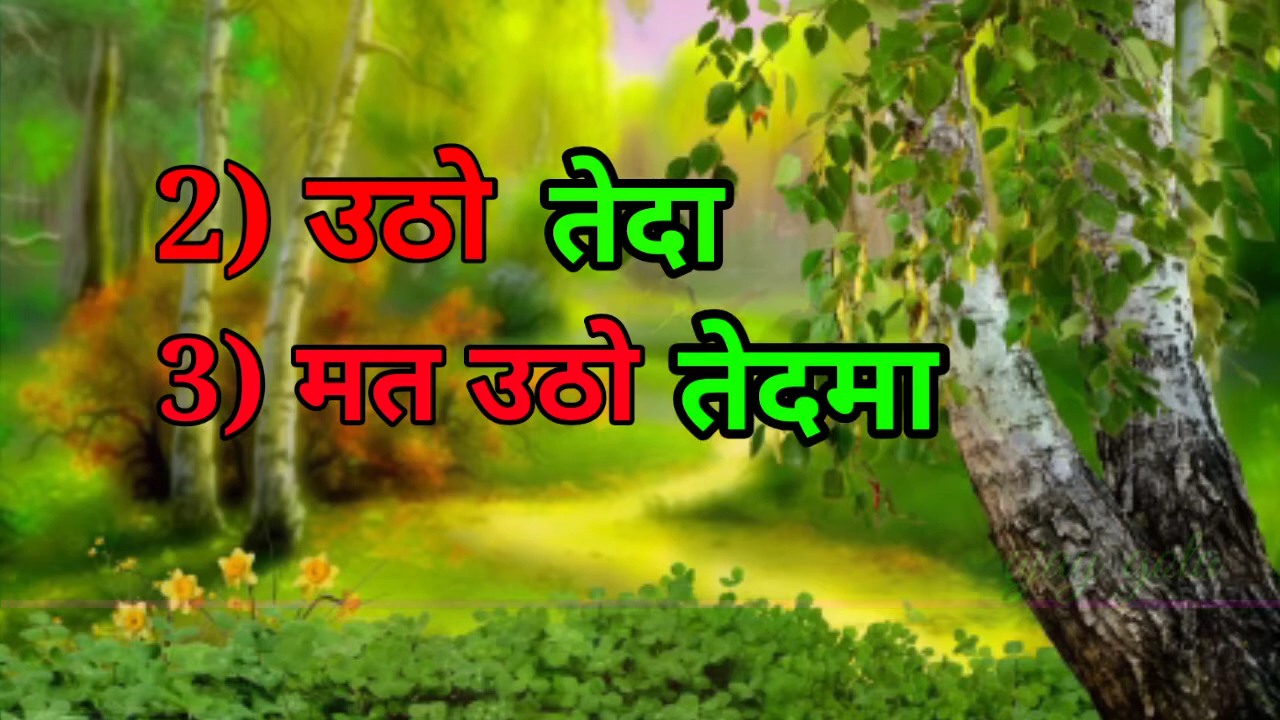 2) उठो तेदा
3) मत उठो तेदमा